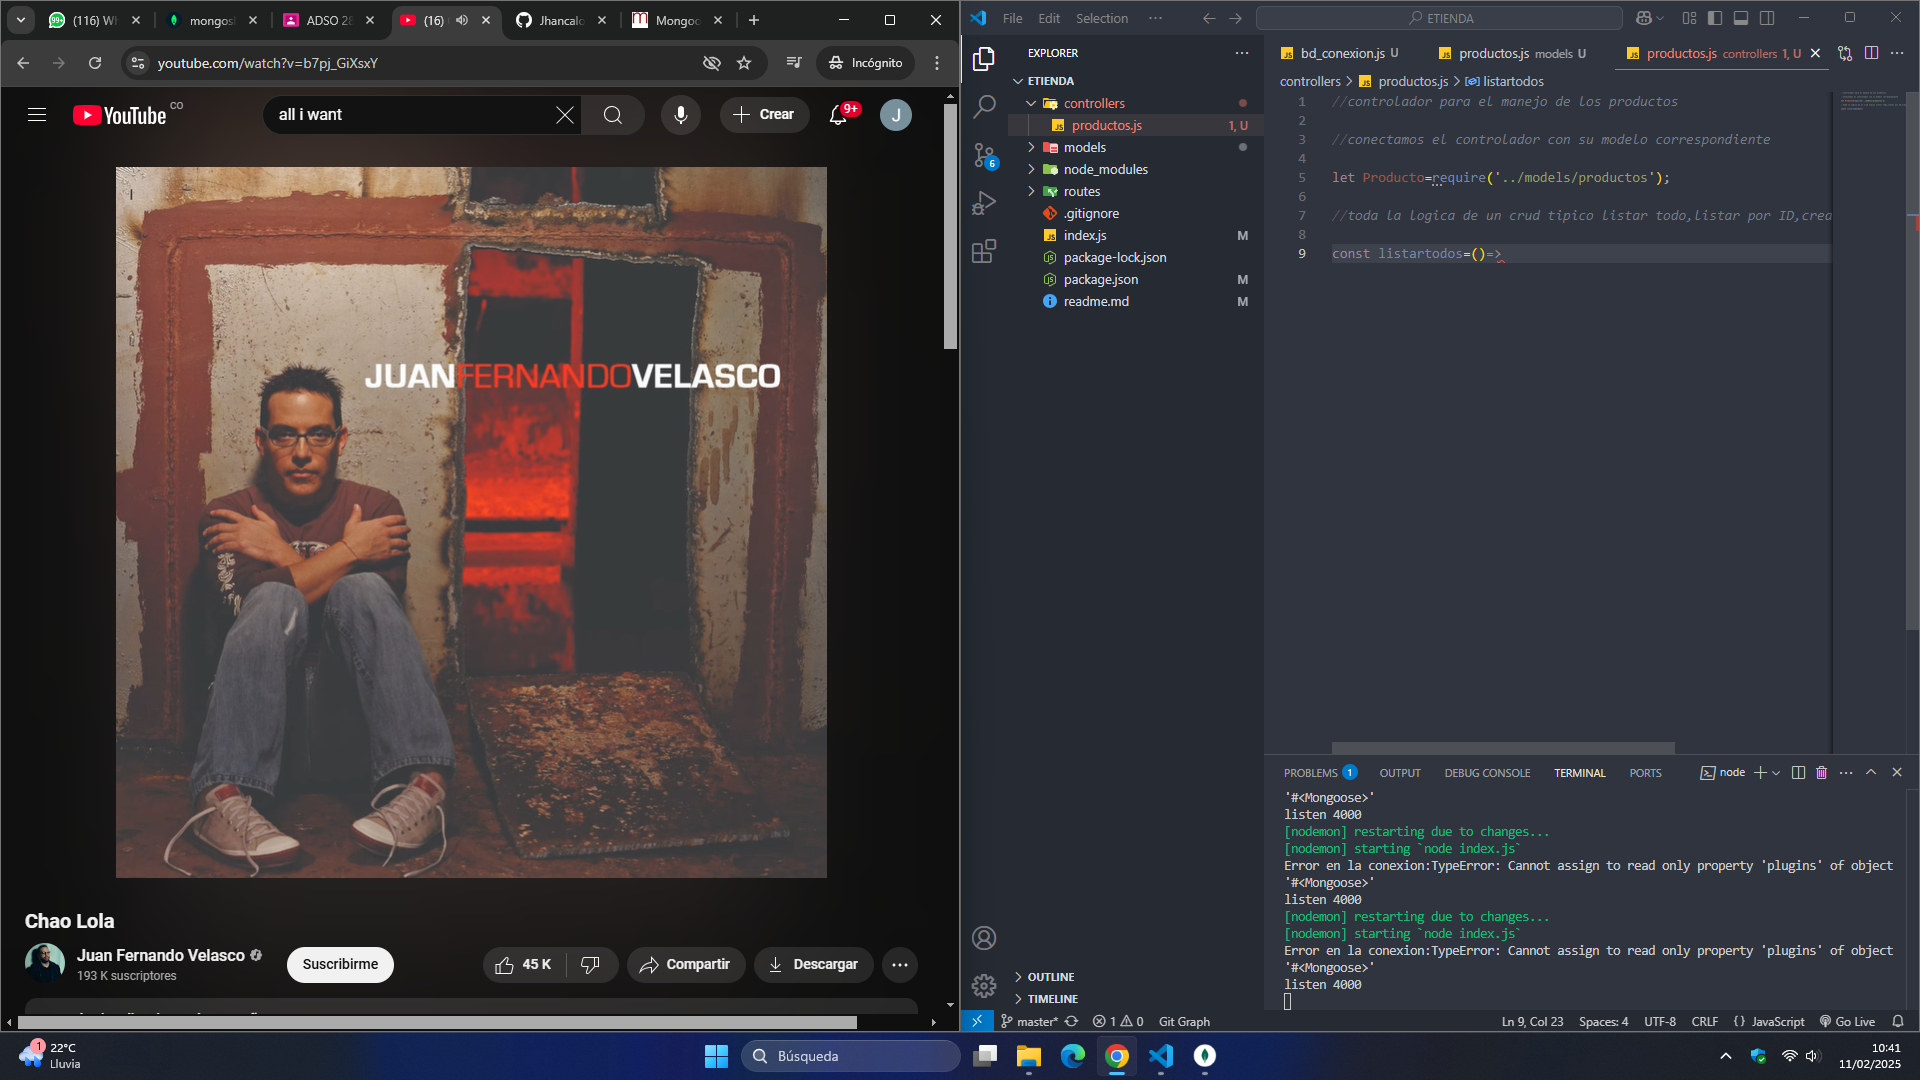 (116) Wh
mongosh
ADSO 28
(16)
Jhancalo
Mongoo
youtube.com/watch?v=b7pj_GiXsxY
Incógnito
YouTube CO
all i want
Crear
9+
J
JUANFERNANDOVELASCO
Chao Lola
Juan Fernando Velasco
193 K suscriptores
Suscribirme
45 K
Compartir
Descargar
File Edit Selection ···
ETIENDA
EXPLORER
ETIENDA
controllers
productos.js 1, U
models
node_modules
routes
.gitignore
index.js M
package-lock.json
package.json M
readme.md M
6
OUTLINE
TIMELINE
bd_conexion.js U
productos.js models U
productos.js controllers 1, U
controllers > productos.js > listartodos
1 //controlador para el manejo de los productos
2
3 //conectamos el controlador con su modelo correspondiente
4
5 let Producto=require('../models/productos');
6
7 //toda la logica de un crud tipico listar todo,listar por ID,crea
8
9 const listartodos=()=>
PROBLEMS 1 OUTPUT DEBUG CONSOLE TERMINAL PORTS
node
'#<Mongoose>'
listen 4000
[nodemon] restarting due to changes...
[nodemon] starting `node index.js`
Error en la conexion:TypeError: Cannot assign to read only property 'plugins' of object
'#<Mongoose>'
listen 4000
[nodemon] restarting due to changes...
[nodemon] starting `node index.js`
Error en la conexion:TypeError: Cannot assign to read only property 'plugins' of object
'#<Mongoose>'
listen 4000
master* 1 0 Git Graph
Ln 9, Col 23 Spaces: 4 UTF-8 CRLF {} JavaScript Go Live
1
22°C
Lluvia
Búsqueda
10:41
11/02/2025